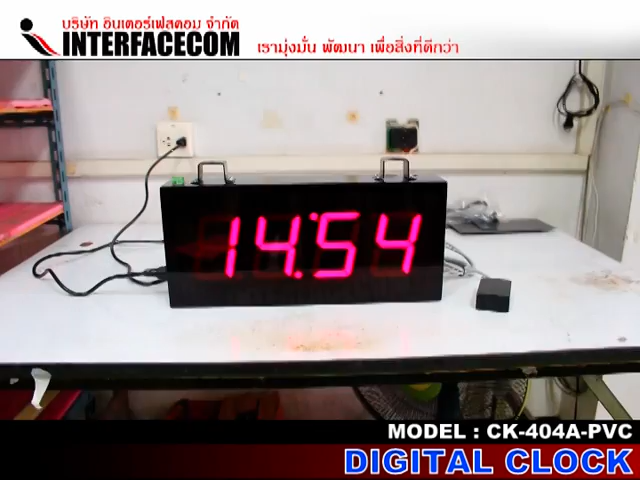 บริษัท อินเตอร์เฟสคอม จำกัด
INTERFACECOM
เรามุ่งมั่น พัฒนา เพื่อสิ่งที่ดีกว่า
14.54
MODEL : CK-404A-PVC
DIGITAL CLOCK